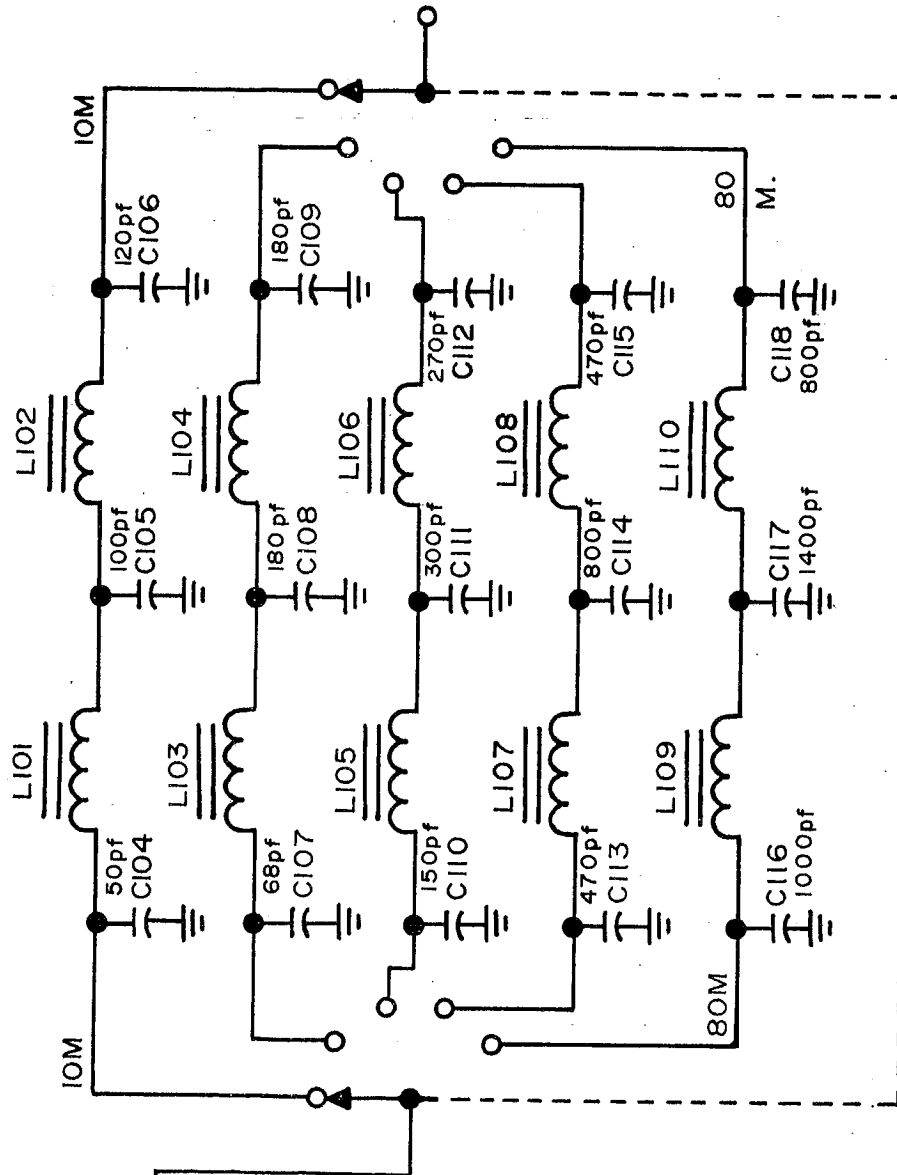 10M
120pf
C106
L102
100pf
C105
L101
50pf
C104
10M
180pf
C109
L104
180pf
C108
L103
68pf
C107
270pf
C112
L106
300pf
C111
L105
150pf
C110
470pf
C115
L108
800pf
C114
L107
470pf
C113
80
M.
C118
800pf
L110
C117
1400pf
L109
C116
1000pf
80M